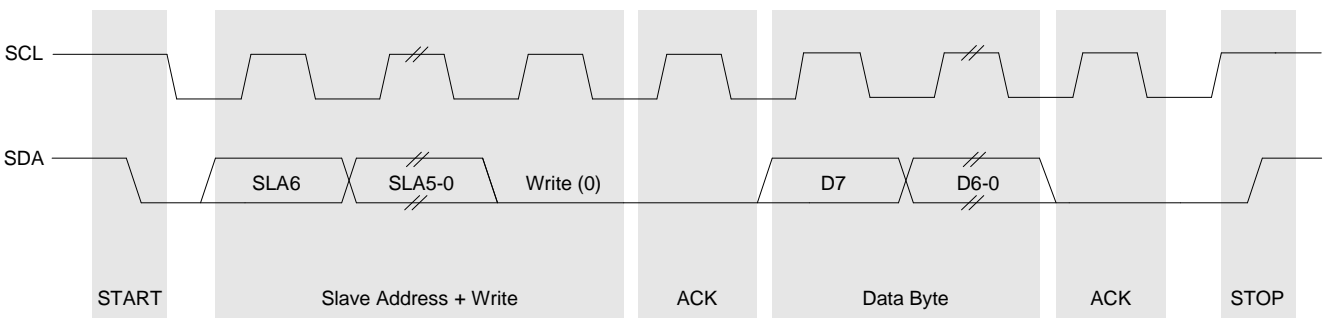 SCL
SDA
SLA6 SLA5-0 Write (0) D7 D6-0
START Slave Address + Write ACK Data Byte ACK STOP